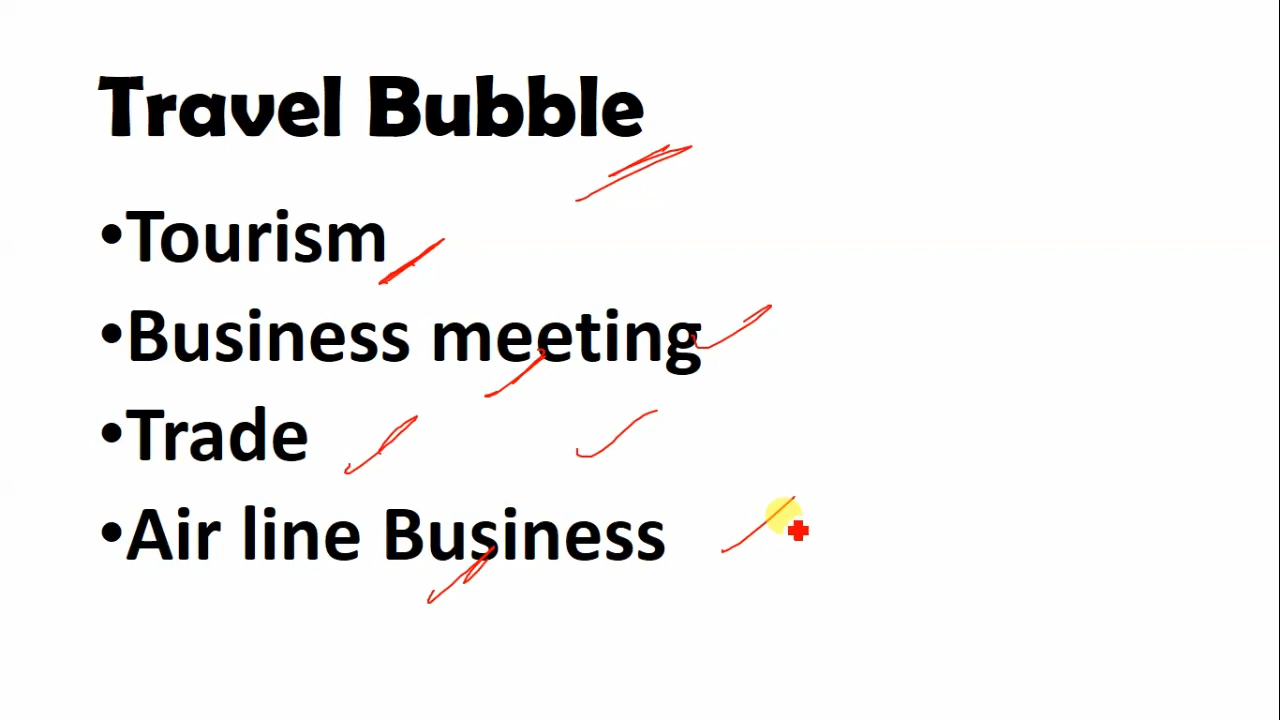 Travel Bubble
•Tourism
•Business meeting
•Trade
•Air line Business